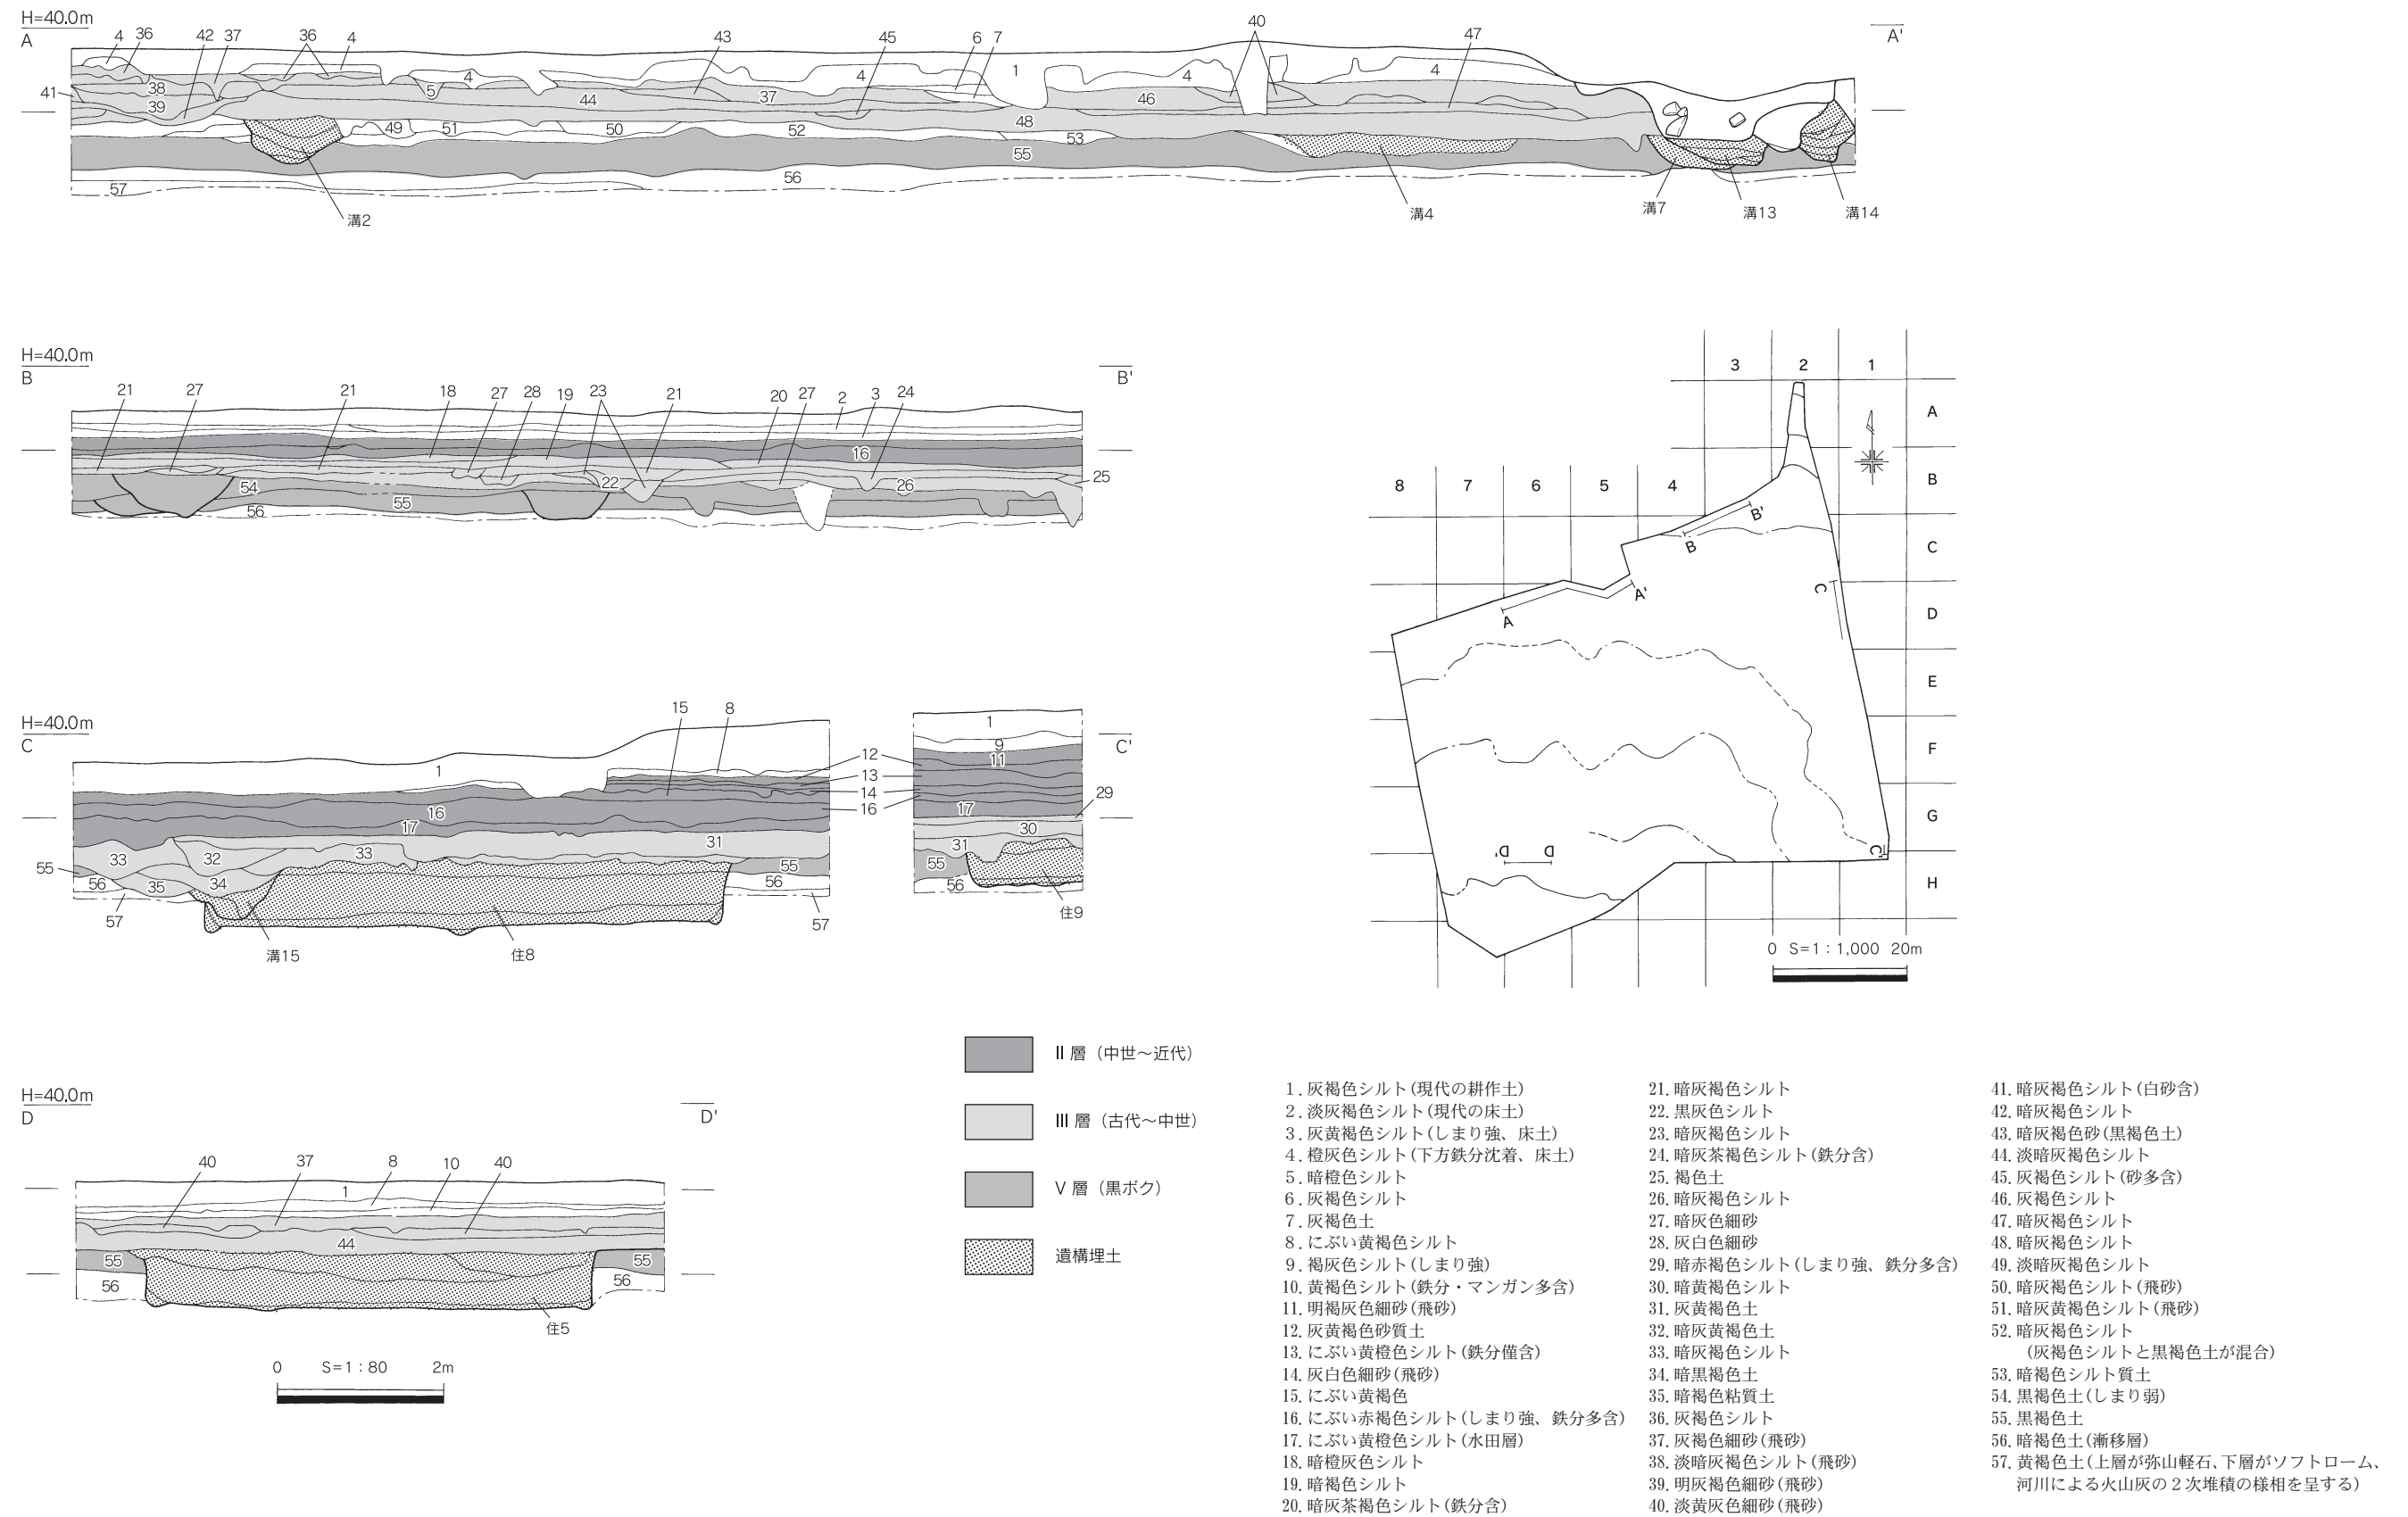 H=40.0m
A
A'
4 36 42 37 36 4 43 45 6 7 40 47
1
4 4 4 4
41 38 5 44 37 46
39
48
49 51 50 52 53
55
56
57
溝2 溝4 溝7 溝13 溝14
H=40.0m
B
B'
21 27 21 18 27 28 19 23 21 20 27 2 3 24
16
25
54 22 26
55
56
H=40.0m
C
C'
15 8
1
1
9
11
12
13
14
16
16
17
17
29
30
31
33 32 33 31
55 55 55
56 35 34 56 56
57 57
溝15 住8 住9
H=40.0m
D
D'
40 37 8 10 40
1
44
55 55
56 56
住5
0 S=1：80 2m
3 2 1
8 7 6 5 4
A
B
C
D
E
F
G
H
B B'
A A'
C
C'
D' D
0 S=1：1,000 20m
Ⅱ 層（中世～近代）
Ⅲ 層（古代～中世）
Ⅴ 層（黒ボク）
遺構埋土
1. 灰褐色シルト(現代の耕作土)
2. 淡灰褐色シルト(現代の床土)
3. 灰黄褐色シルト(しまり強、床土)
4. 橙灰色シルト(下方鉄分沈着、床土)
5. 暗橙色シルト
6. 灰褐色シルト
7. 灰褐色土
8. にぶい黄褐色シルト
9. 褐灰色シルト(しまり強)
10. 黄褐色シルト(鉄分・マンガン多含)
11. 明褐灰色細砂(飛砂)
12. 灰黄褐色砂質土
13. にぶい黄橙色シルト(鉄分僅含)
14. 灰白色細砂(飛砂)
15. にぶい黄褐色
16. にぶい赤褐色シルト(しまり強、鉄分多含)
17. にぶい黄橙色シルト(水田層)
18. 暗橙灰色シルト
19. 暗褐色シルト
20. 暗灰茶褐色シルト(鉄分含)
21. 暗灰褐色シルト
22. 黒灰色シルト
23. 暗灰褐色シルト
24. 暗灰茶褐色シルト(鉄分含)
25. 褐色土
26. 暗灰褐色シルト
27. 暗灰色細砂
28. 灰白色細砂
29. 暗赤褐色シルト(しまり強、鉄分多含)
30. 暗黄褐色シルト
31. 灰黄褐色土
32. 暗灰黄褐色土
33. 暗灰褐色シルト
34. 暗黒褐色土
35. 暗褐色粘質土
36. 灰褐色シルト
37. 灰褐色細砂(飛砂)
38. 淡暗灰褐色シルト(飛砂)
39. 明灰褐色細砂(飛砂)
40. 淡黄灰色細砂(飛砂)
41. 暗灰褐色シルト(白砂含)
42. 暗灰褐色シルト
43. 暗灰褐色砂(黒褐色土)
44. 淡暗灰褐色シルト
45. 灰褐色シルト(砂多含)
46. 灰褐色シルト
47. 暗灰褐色シルト
48. 暗灰褐色シルト
49. 淡暗灰褐色シルト
50. 暗灰褐色シルト(飛砂)
51. 暗灰黄褐色シルト(飛砂)
52. 暗灰褐色シルト
(灰褐色シルトと黒褐色土が混合)
53. 暗褐色シルト質土
54. 黒褐色土(しまり弱)
55. 黒褐色土
56. 暗褐色土(漸移層)
57. 黄褐色土(上層が弥山軽石、下層がソフトローム、
河川による火山灰の２次堆積の様相を呈する)